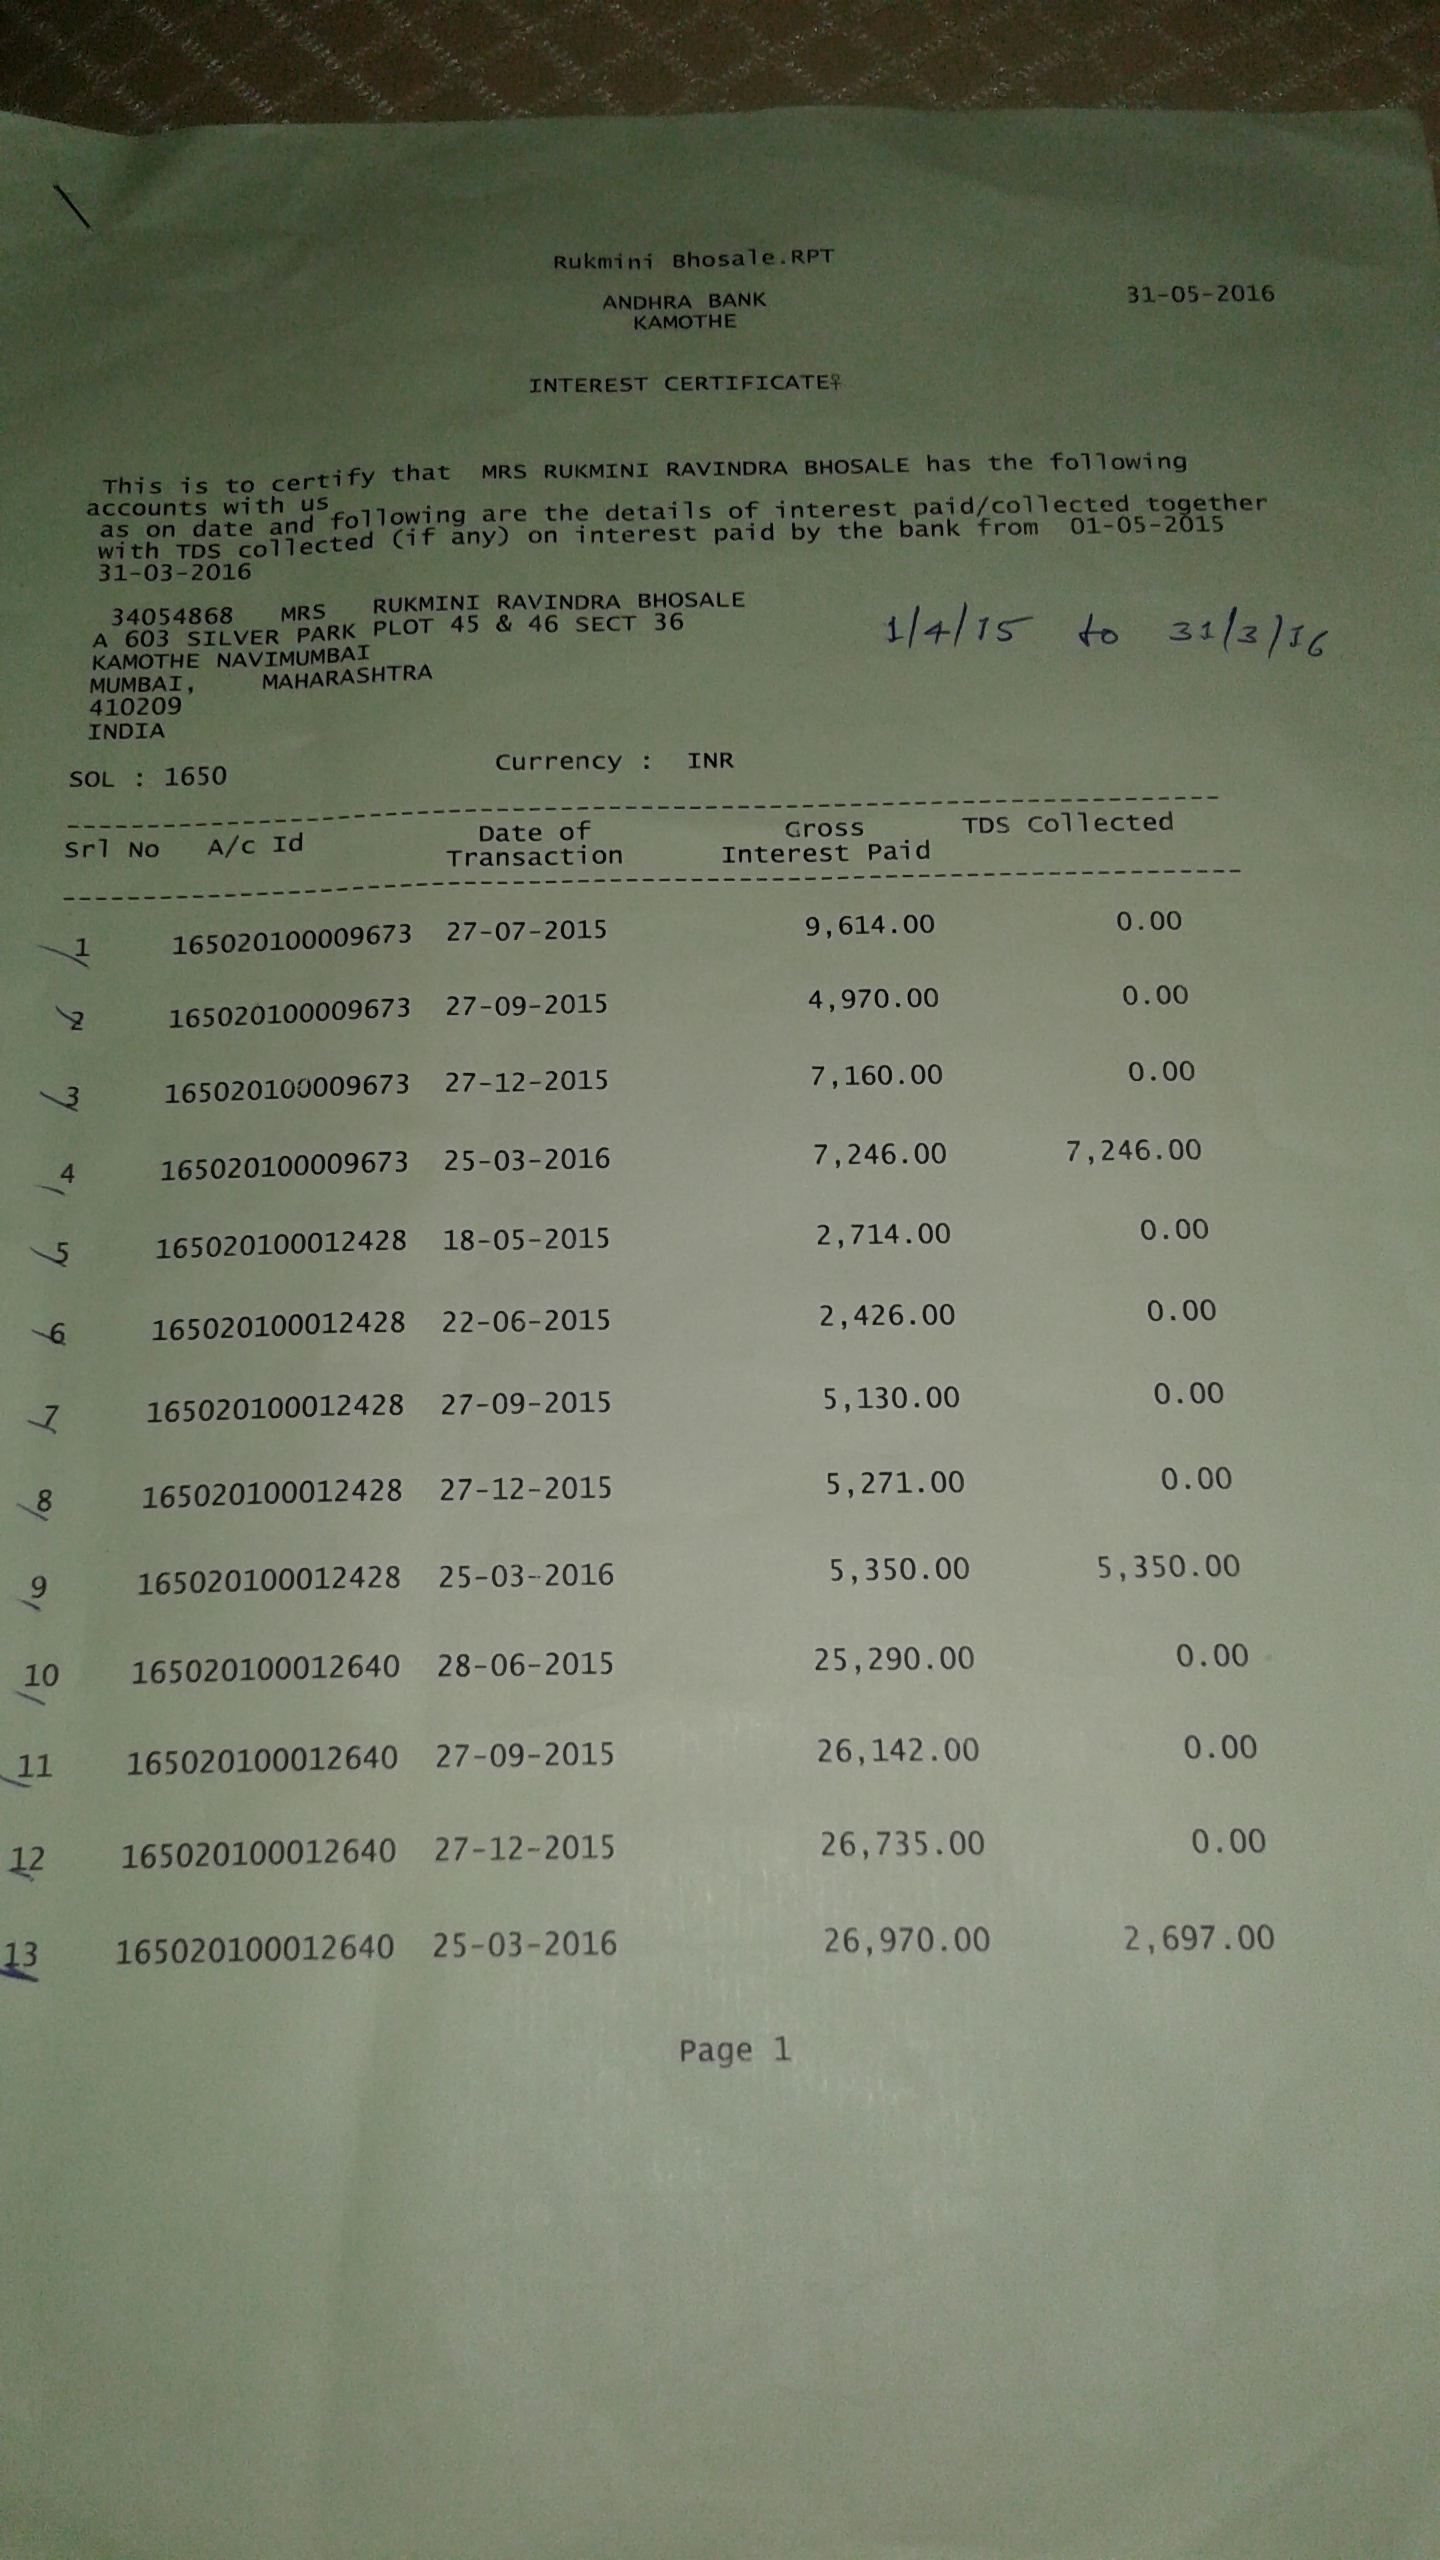 Rukmini Bhosale.RPT
ANDHRA BANK 31-05-2016
KAMOTHE
INTEREST CERTIFICATE♀
This is to certify that MRS RUKMINI RAVINDRA BHOSALE has the following
accounts with us
as on date and following are the details of interest paid/collected together
with TDS collected (if any) on interest paid by the bank from 01-05-2015
31-03-2016
34054868 MRS RUKMINI RAVINDRA BHOSALE
A 603 SILVER PARK PLOT 45 & 46 SECT 36
1/4/15 to 31/3/16
KAMOTHE NAVIMUMBAI
MUMBAI, MAHARASHTRA
410209
INDIA
SOL : 1650 Currency : INR
Srl No A/c Id Date of Gross TDS Collected
Transaction Interest Paid
1 165020100009673 27-07-2015 9,614.00 0.00
2 165020100009673 27-09-2015 4,970.00 0.00
3 165020100009673 27-12-2015 7,160.00 0.00
4 165020100009673 25-03-2016 7,246.00 7,246.00
5 165020100012428 18-05-2015 2,714.00 0.00
6 165020100012428 22-06-2015 2,426.00 0.00
7 165020100012428 27-09-2015 5,130.00 0.00
8 165020100012428 27-12-2015 5,271.00 0.00
9 165020100012428 25-03-2016 5,350.00 5,350.00
10 165020100012640 28-06-2015 25,290.00 0.00
11 165020100012640 27-09-2015 26,142.00 0.00
12 165020100012640 27-12-2015 26,735.00 0.00
13 165020100012640 25-03-2016 26,970.00 2,697.00
Page 1